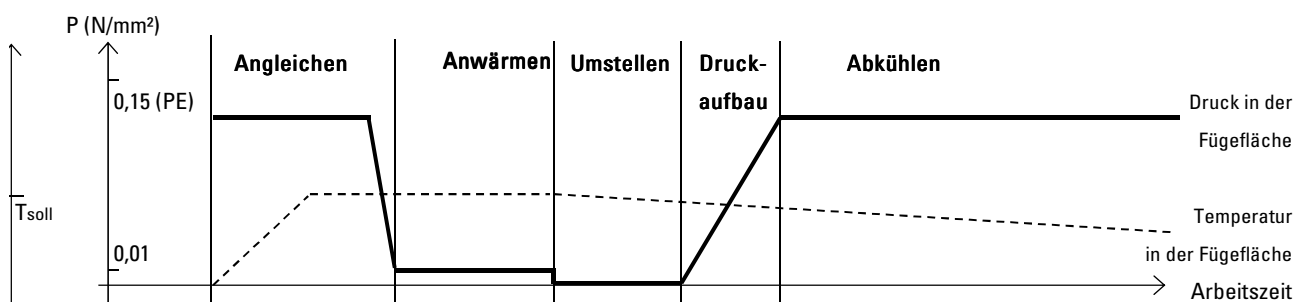 P (N/mm²)
Angleichen
Anwärmen
Umstellen
Druck-
aufbau
Abkühlen
0,15 (PE)
Druck in der
Fügefläche
Tsoll
Temperatur
in der Fügefläche
0,01
Arbeitszeit